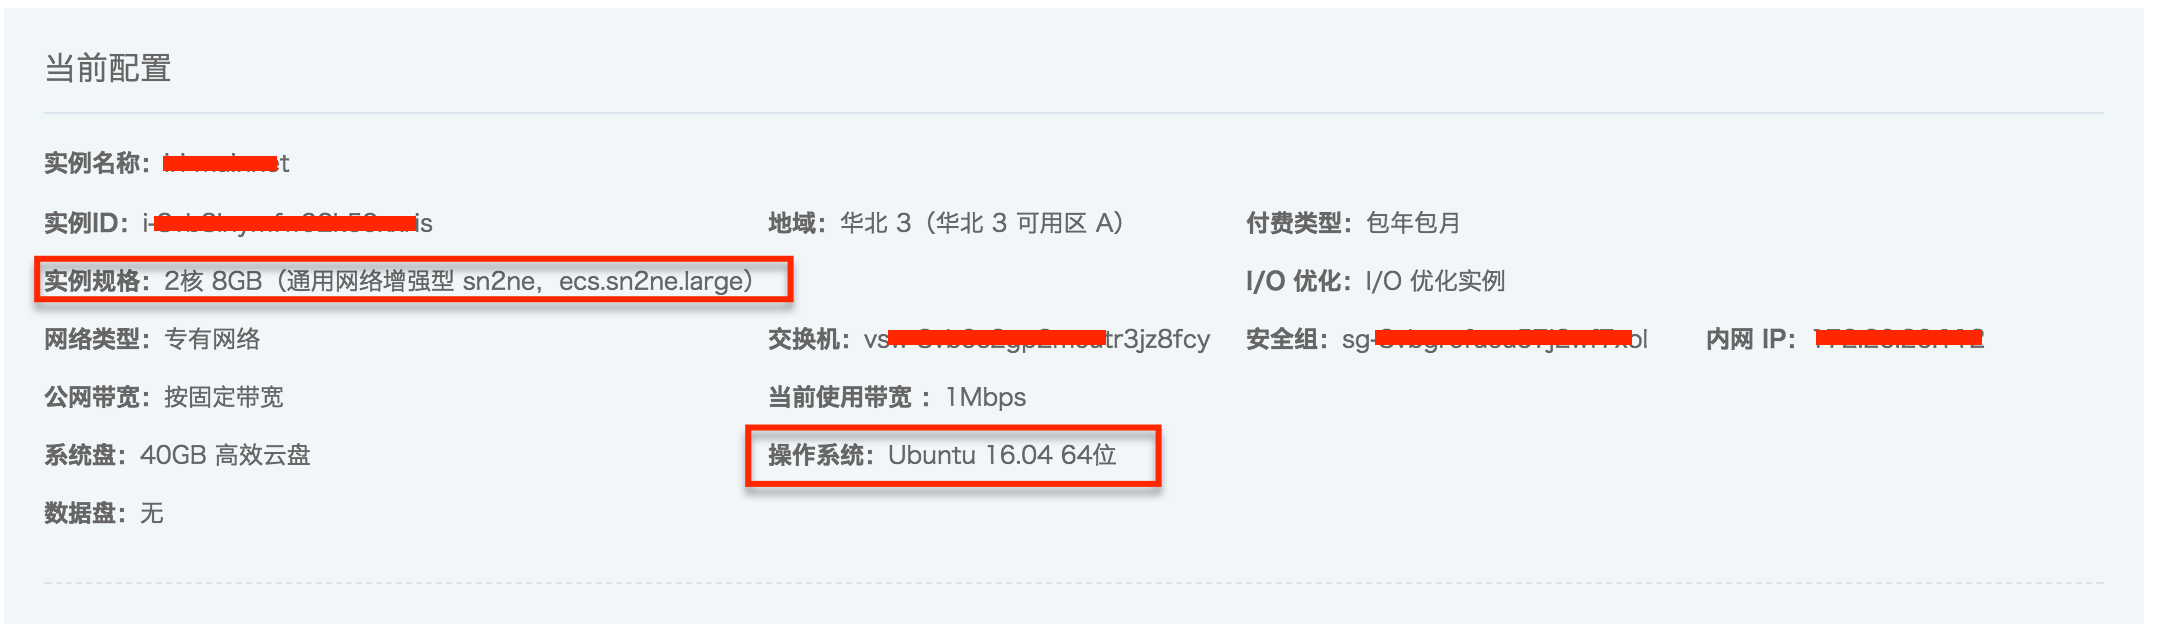 当前配置
实例名称：
实例ID： i- is 地域： 华北 3（华北 3 可用区 A） 付费类型： 包年包月
实例规格： 2核 8GB（通用网络增强型 sn2ne， ecs.sn2ne.large） I/O 优化： I/O 优化实例
网络类型： 专有网络 交换机： tr3jz8fcy 安全组： sg- ol 内网 IP：
公网带宽： 按固定带宽 当前使用带宽 ： 1Mbps
系统盘： 40GB 高效云盘 操作系统： Ubuntu 16.04 64位
数据盘： 无